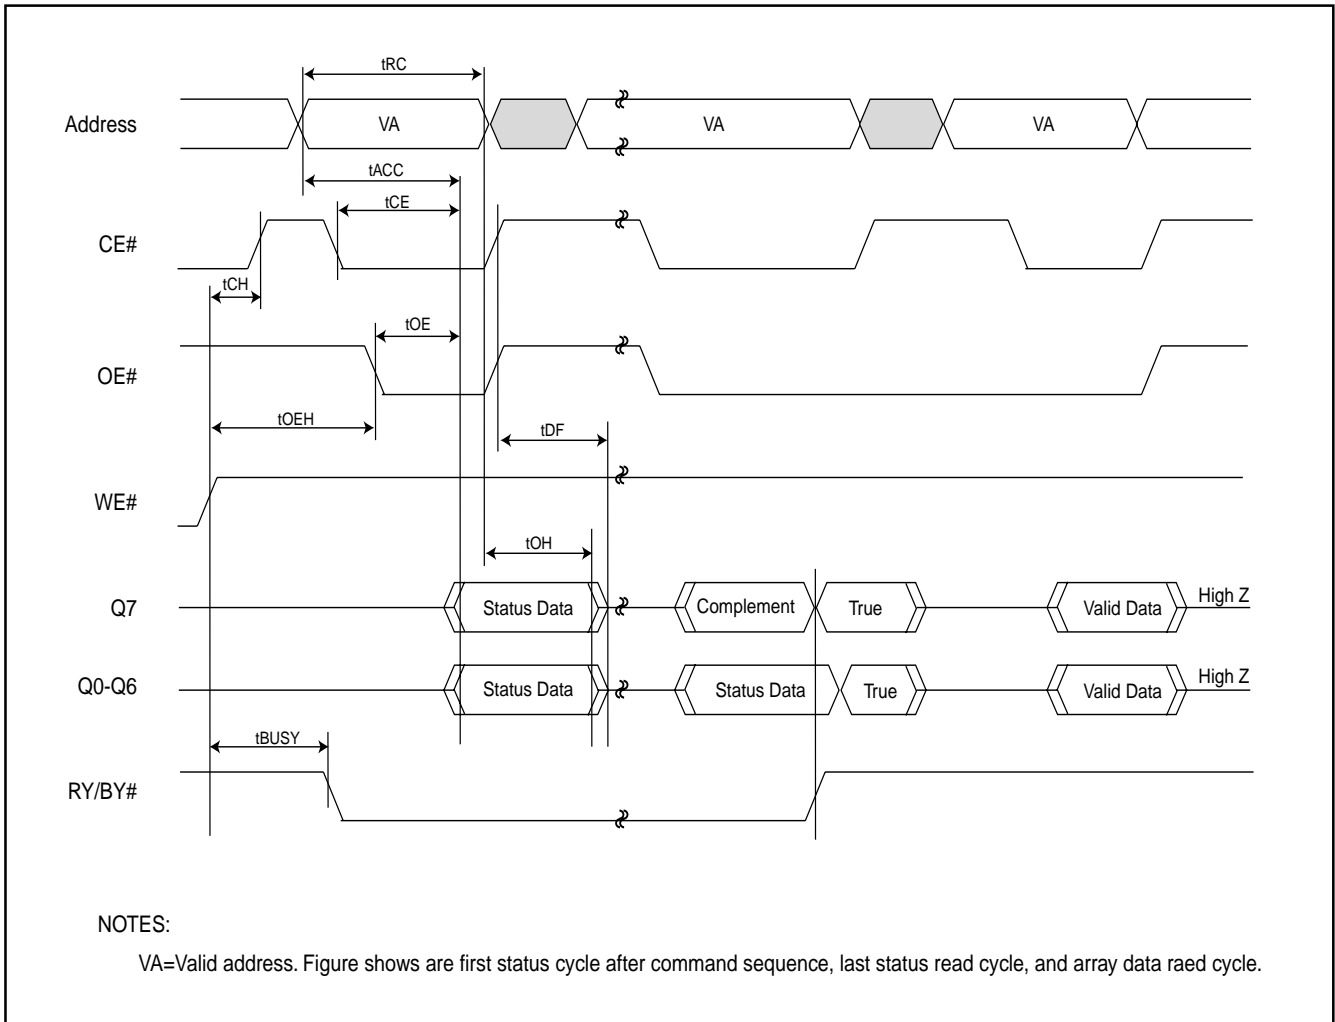 tRC
Address
VA
VA
VA
tACC
tCE
CE#
tCH
tOE
OE#
tOEH
tDF
WE#
tOH
Q7
Status Data
Complement
True
Valid Data
High Z
Q0-Q6
Status Data
Status Data
True
Valid Data
High Z
tBUSY
RY/BY#
NOTES:
VA=Valid address. Figure shows are first status cycle after command sequence, last status read cycle, and array data raed cycle.